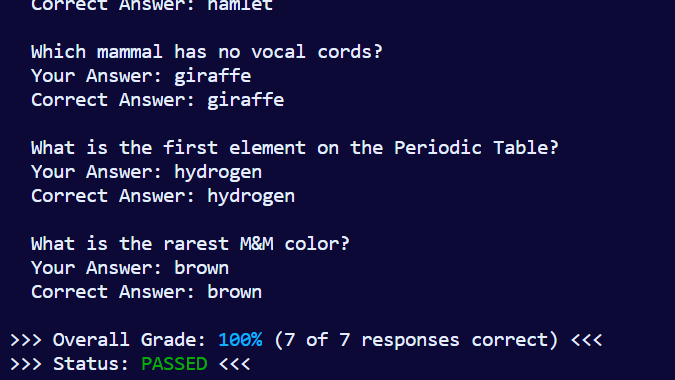 Correct Answer: hamlet
Which mammal has no vocal cords?
Your Answer: giraffe
Correct Answer: giraffe
What is the first element on the Periodic Table?
Your Answer: hydrogen
Correct Answer: hydrogen
What is the rarest M&M color?
Your Answer: brown
Correct Answer: brown
>>> Overall Grade: 100% (7 of 7 responses correct) <<<
>>> Status: PASSED <<<